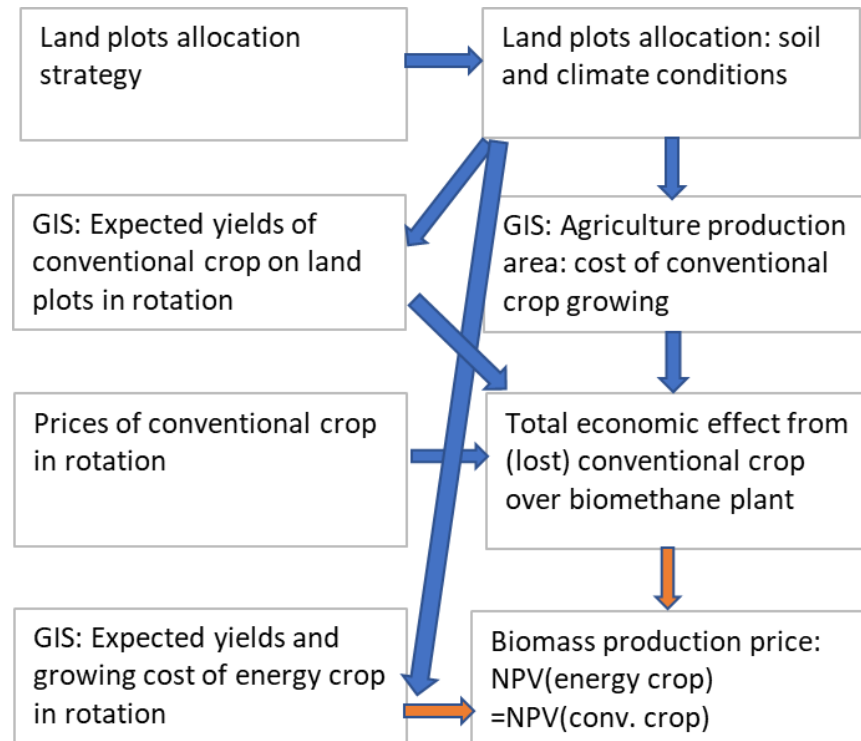 Land plots allocation
strategy
Land plots allocation: soil
and climate conditions
GIS: Expected yields of
conventional crop on land
plots in rotation
GIS: Agriculture production
area: cost of conventional
crop growing
Prices of conventional crop
in rotation
Total economic effect from
(lost) conventional crop
over biomethane plant
GIS: Expected yields and
growing cost of energy crop
in rotation
Biomass production price:
NPV(energy crop)
=NPV(conv. crop)